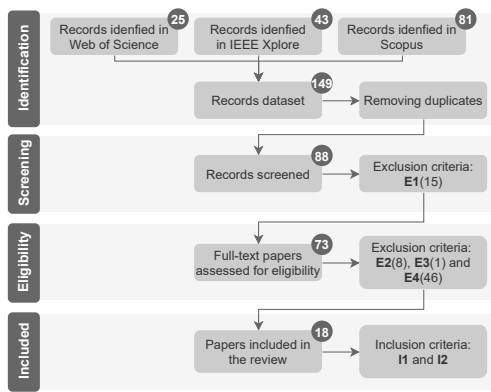 Identification
25
Records idenfied in
Web of Science
43
Records idenfied
in IEEE Xplore
81
Records idenfied in
Scopus
149
Records dataset
Removing duplicates
Screening
88
Records screened
Exclusion criteria:
E1(15)
Eligibility
73
Full-text papers
assessed for eligibility
Exclusion criteria:
E2(8), E3(1) and
E4(46)
Included
18
Papers included in
the review
Inclusion criteria:
I1 and I2